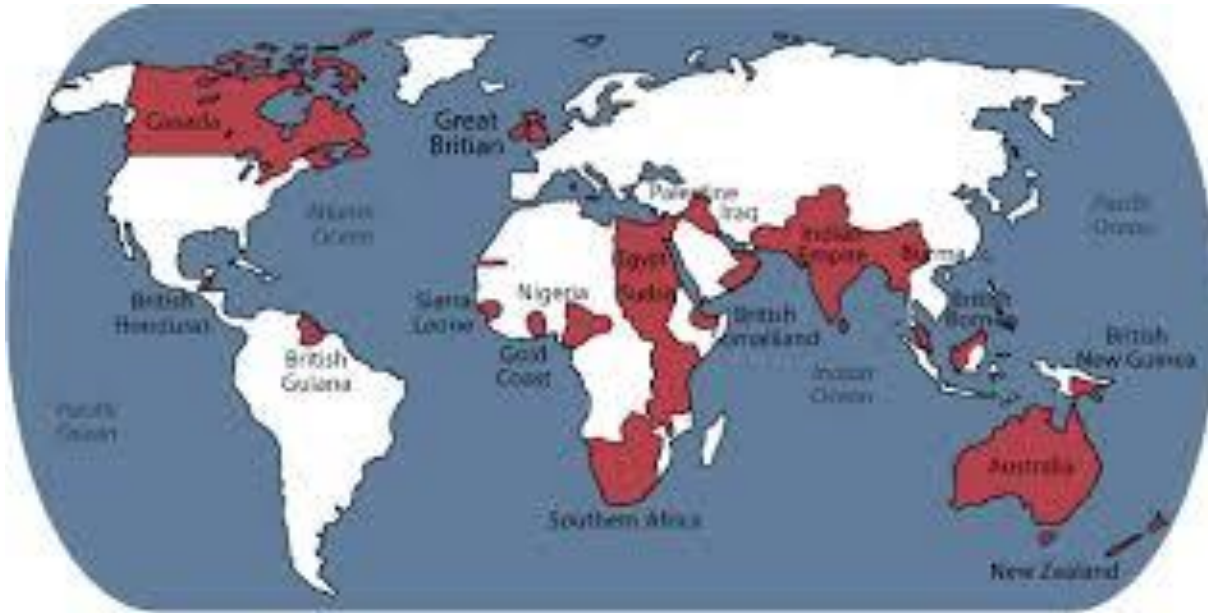 Canada
Great
Britian
Atlantic
Ocean
Palestine
Iraq
Pacific
Ocean
Egypt
Indian
Empire
Burma
British
Honduras
Sierra
Leone
Nigeria
Sudan
Gold
Coast
British
Somaliland
British
Borneo
British
New Guinea
British
Guiana
Indian
Ocean
Pacific
Ocean
Australia
Southern Africa
New Zealand